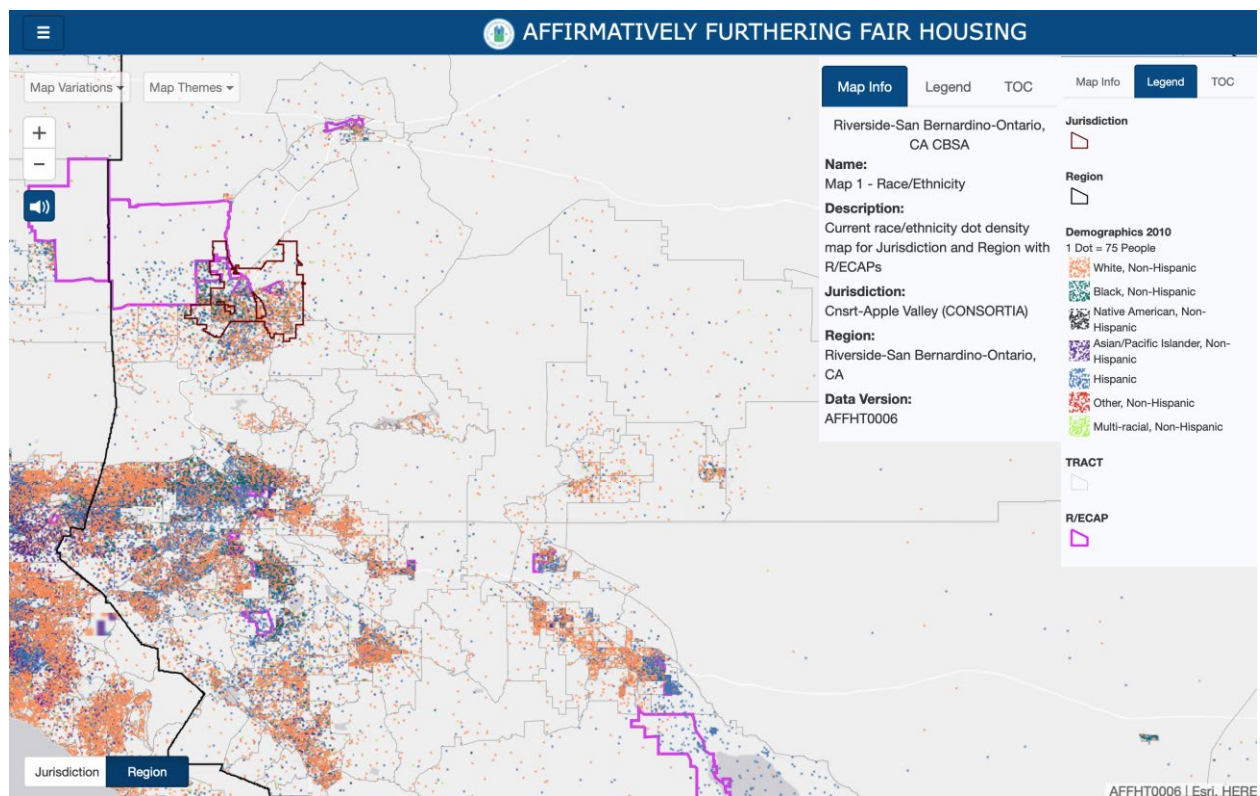 ☰
AFFIRMATIVELY FURTHERING FAIR HOUSING
Map Variations
Map Themes
+
−
Map Info
Legend
TOC
Riverside-San Bernardino-Ontario,
CA CBSA
Name:
Map 1 - Race/Ethnicity
Description:
Current race/ethnicity dot density
map for Jurisdiction and Region with
R/ECAPs
Jurisdiction:
Cnsrt-Apple Valley (CONSORTIA)
Region:
Riverside-San Bernardino-Ontario,
CA
Data Version:
AFFHT0006
Map Info
Legend
TOC
Jurisdiction
Region
Demographics 2010
1 Dot = 75 People
White, Non-Hispanic
Black, Non-Hispanic
Native American, Non-
Hispanic
Asian/Pacific Islander, Non-
Hispanic
Hispanic
Other, Non-Hispanic
Multi-racial, Non-Hispanic
TRACT
R/ECAP
Jurisdiction
Region
AFFHT0006 | Esri, HERE